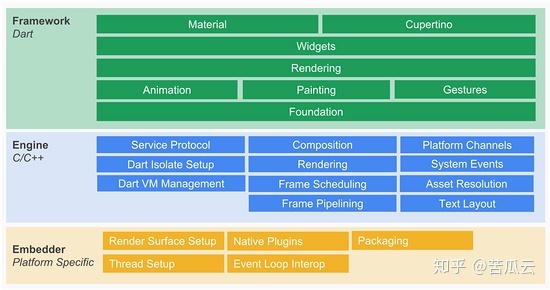 Framework
Dart
Material Cupertino
Widgets
Rendering
Animation Painting Gestures
Foundation
Engine
C/C++
Service Protocol Composition Platform Channels
Dart Isolate Setup Rendering System Events
Dart VM Management Frame Scheduling Asset Resolution
Frame Pipelining Text Layout
Embedder
Platform Specific
Render Surface Setup Native Plugins Packaging
Thread Setup Event Loop Interop
知乎 @苦瓜云